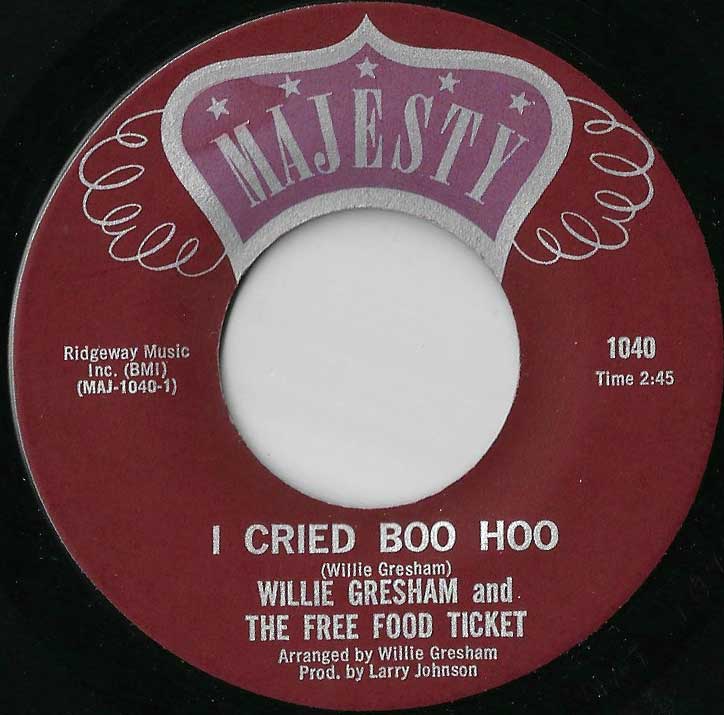 MAJESTY
Ridgeway Music
Inc. (BMI)
(MAJ-1040-1)
1040
Time 2:45
I CRIED BOO HOO
(Willie Gresham)
WILLIE GRESHAM and
THE FREE FOOD TICKET
Arranged by Willie Gresham
Prod. by Larry Johnson